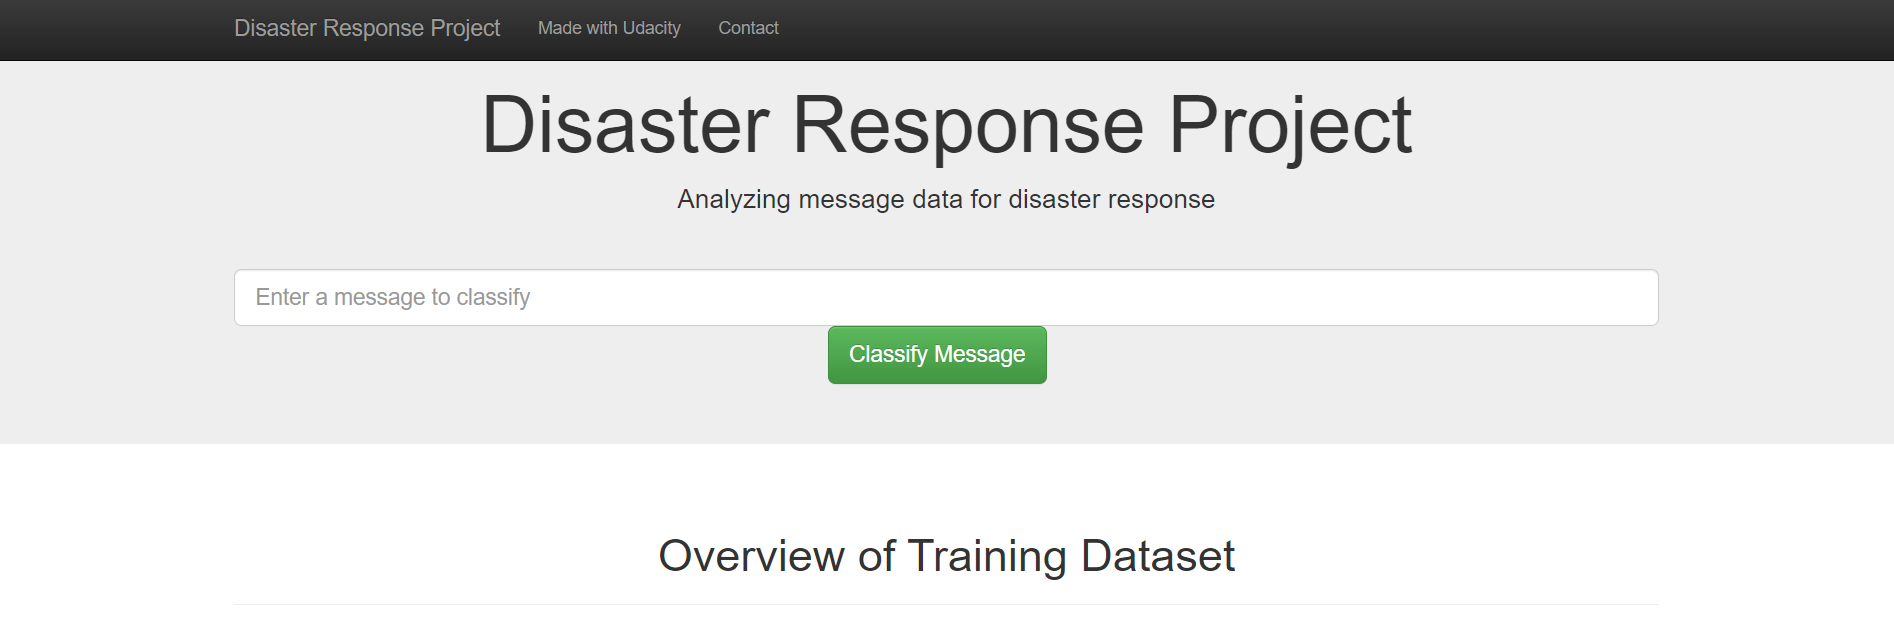 Disaster Response Project Made with Udacity Contact
Disaster Response Project
Analyzing message data for disaster response
Enter a message to classify
Classify Message
Overview of Training Dataset